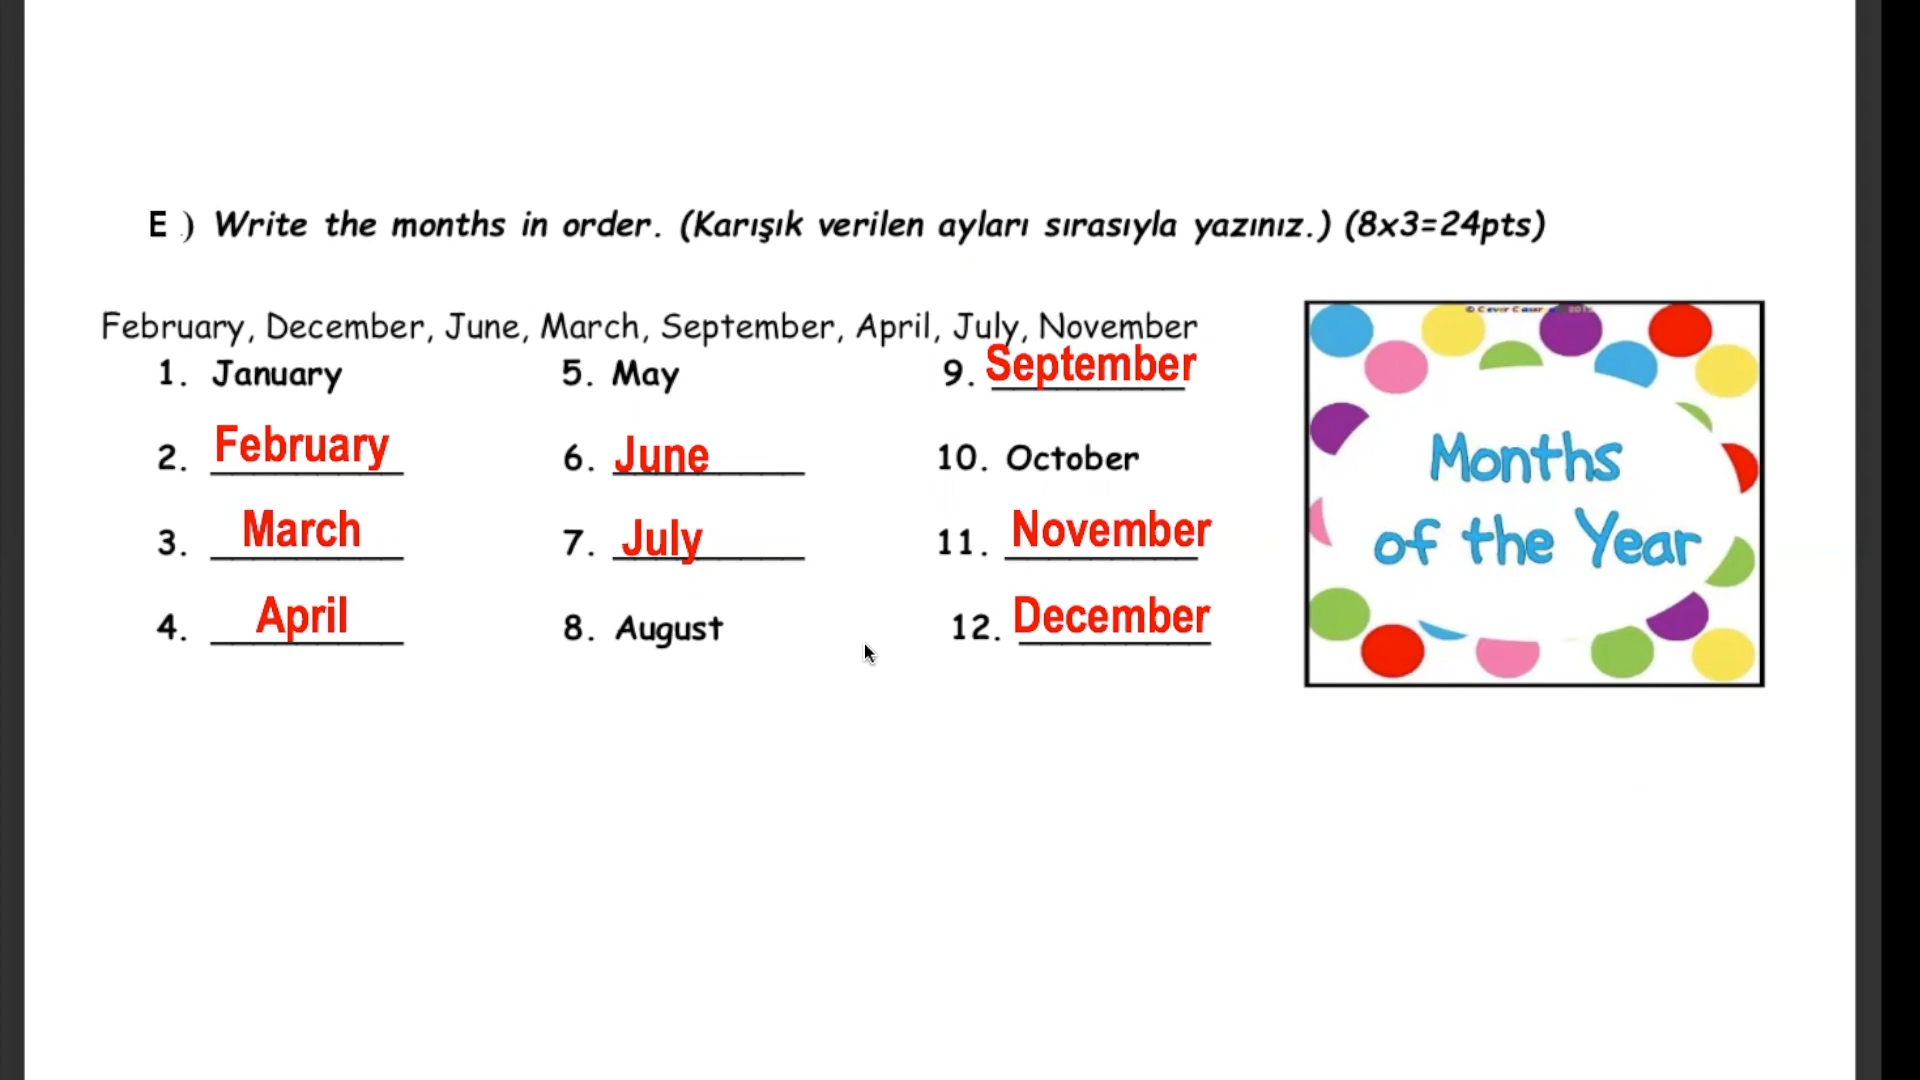 E ) Write the months in order. (Karışık verilen ayları sırasıyla yazınız.) (8x3=24pts)
February, December, June, March, September, April, July, November
1. January
2. February
3. March
4. April
5. May
6. June
7. July
8. August
9. September
10. October
11. November
12. December
Months
of the Year